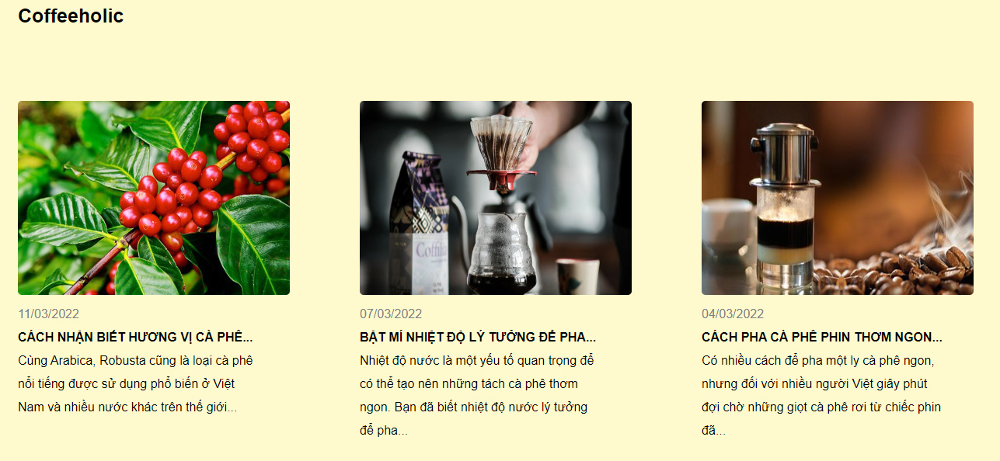 Coffeeholic
Coffilia
11/03/2022
CÁCH NHẬN BIẾT HƯƠNG VỊ CÀ PHÊ...
Cùng Arabica, Robusta cũng là loại cà phê
nổi tiếng được sử dụng phổ biến ở Việt
Nam và nhiều nước khác trên thế giới...
07/03/2022
BẬT MÍ NHIỆT ĐỘ LÝ TƯỞNG ĐỂ PHA...
Nhiệt độ nước là một yếu tố quan trọng để
có thể tạo nên những tách cà phê thơm
ngon. Bạn đã biết nhiệt độ nước lý tưởng
để pha...
04/03/2022
CÁCH PHA CÀ PHÊ PHIN THƠM NGON...
Có nhiều cách để pha một ly cà phê ngon,
nhưng đối với nhiều người Việt giây phút
đợi chờ những giọt cà phê rơi từ chiếc phin
đã...